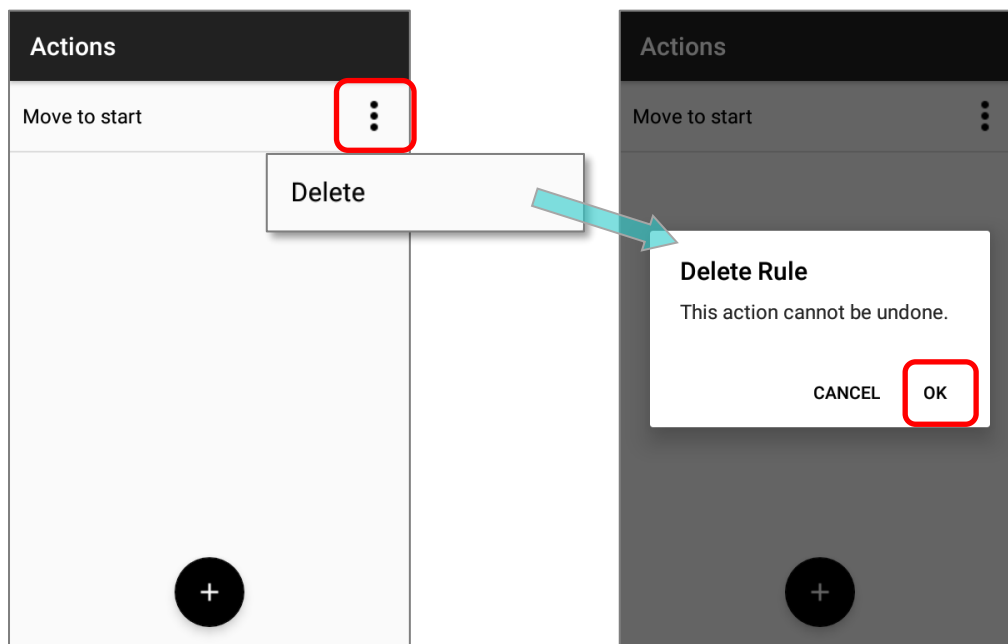 Actions
Move to start
Delete
Actions
Move to start
Delete Rule
This action cannot be undone.
CANCEL OK